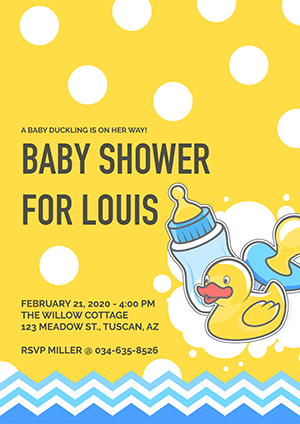 A BABY DUCKLING IS ON HER WAY!
BABY SHOWER
FOR LOUIS
FEBRUARY 21, 2020 - 4:00 PM
THE WILLOW COTTAGE
123 MEADOW ST., TUSCAN, AZ
RSVP MILLER @ 034-635-8526